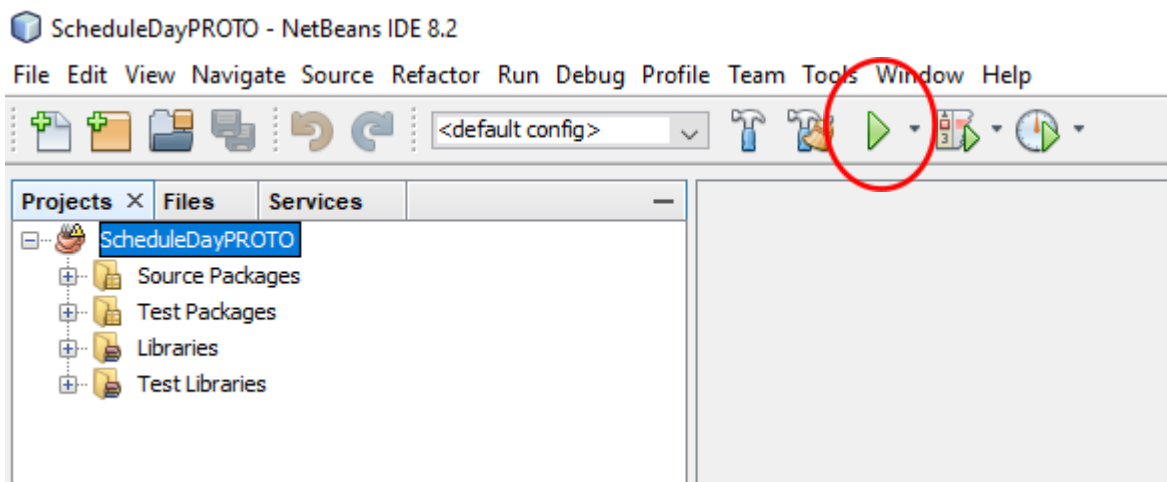 ScheduleDayPROTO - NetBeans IDE 8.2
File Edit View Navigate Source Refactor Run Debug Profile Team Tools Window Help
<default config>
Projects Files Services
ScheduleDayPROTO
Source Packages
Test Packages
Libraries
Test Libraries